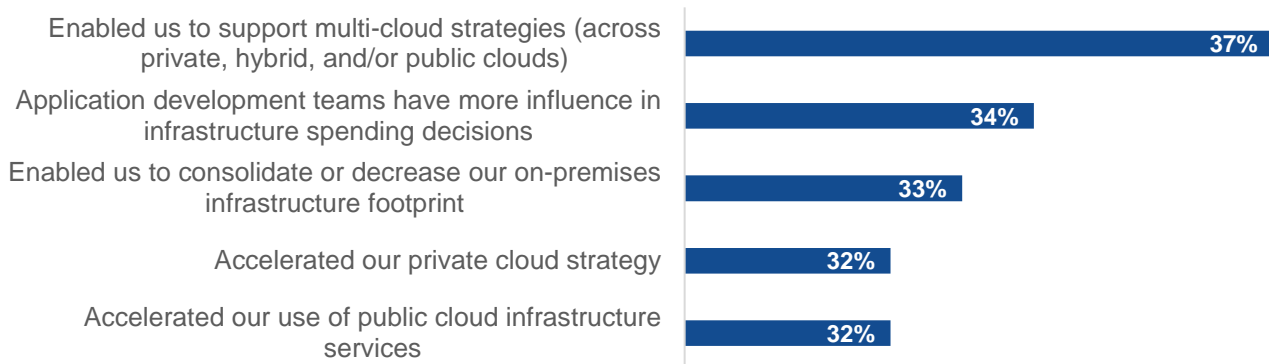 Enabled us to support multi-cloud strategies (across
private, hybrid, and/or public clouds)
37%
Application development teams have more influence in
infrastructure spending decisions
34%
Enabled us to consolidate or decrease our on-premises
infrastructure footprint
33%
Accelerated our private cloud strategy
32%
Accelerated our use of public cloud infrastructure
services
32%